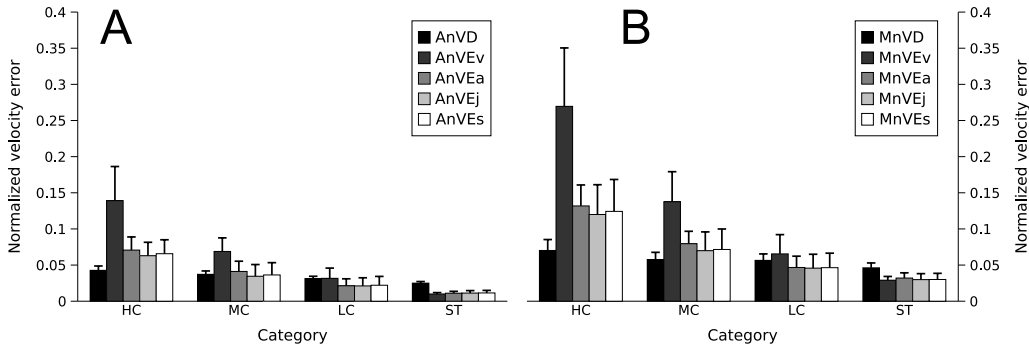 A
0.4
0.35
0.3
0.25
0.2
0.15
0.1
0.05
0
Normalized velocity error
AnVD
AnVEv
AnVEa
AnVEj
AnVEs
HC
MC
LC
ST
Category
B
MnVD
MnVEv
MnVEa
MnVEj
MnVEs
HC
MC
LC
ST
Category
0.4
0.35
0.3
0.25
0.2
0.15
0.1
0.05
0
Normalized velocity error